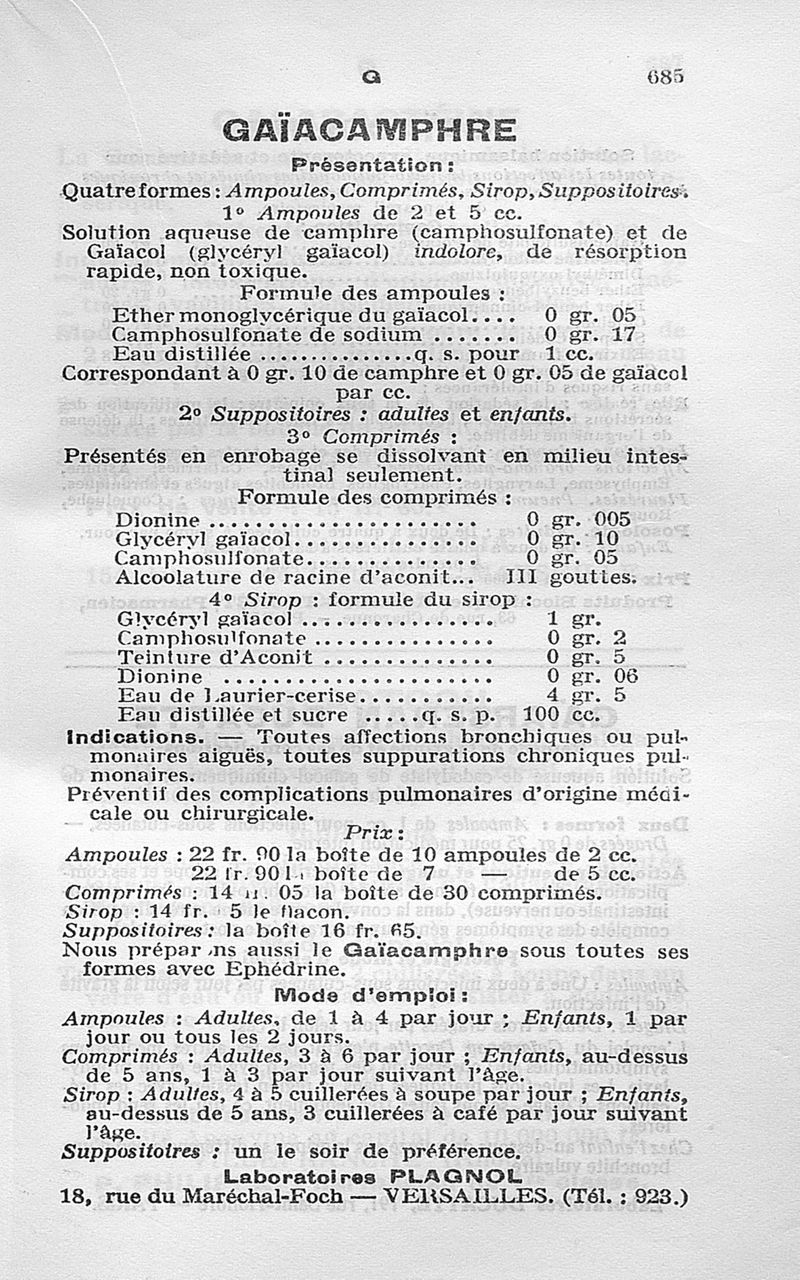 G 685
GAÏACAMPHRE
Présentation :
Quatre formes : Ampoules, Comprimés, Sirop, Suppositoires.
1º Ampoules de 2 et 5 cc.
Solution aqueuse de camphre (camphosulfonate) et de
Gaïacol (glycéryl gaïacol) indolore, de résorption
rapide, non toxique.
Formule des ampoules :
Ether monoglycérique du gaïacol.... 0 gr. 05
Camphosulfonate de sodium ....... 0 gr. 17
Eau distillée ...............q. s. pour 1 cc.
Correspondant à 0 gr. 10 de camphre et 0 gr. 05 de gaïacol
par cc.
2º Suppositoires : adultes et enfants.
3º Comprimés :
Présentés en enrobage se dissolvant en milieu intes-
tinal seulement.
Formule des comprimés :
Dionine ........................ 0 gr. 005
Glycéryl gaïacol................. 0 gr. 10
Camphosulfonate................ 0 gr. 05
Alcoolature de racine d'aconit... III gouttes.
4º Sirop : formule du sirop :
Glycéryl gaïacol ................. 1 gr.
Camphosulfonate ................ 0 gr. 2
Teinture d'Aconit ............... 0 gr. 5
Dionine ........................ 0 gr. 06
Eau de Laurier-cerise............ 4 gr. 5
Eau distillée et sucre .....q. s. p. 100 cc.
Indications. — Toutes affections bronchiques ou pul-
monaires aiguës, toutes suppurations chroniques pul-
monaires.
Préventif des complications pulmonaires d'origine médi-
cale ou chirurgicale.
Prix :
Ampoules : 22 fr. 90 la boîte de 10 ampoules de 2 cc.
22 fr. 90 la boîte de 7 — de 5 cc.
Comprimés : 14 05 la boîte de 30 comprimés.
Sirop : 14 fr. 5 le flacon.
Suppositoires : la boîte 16 fr. 65.
Nous préparons aussi le Gaïacamphre sous toutes ses
formes avec Ephédrine.
Mode d'emploi :
Ampoules : Adultes, de 1 à 4 par jour ; Enfants, 1 par
jour ou tous les 2 jours.
Comprimés : Adultes, 3 à 6 par jour ; Enfants, au-dessus
de 5 ans, 1 à 3 par jour suivant l'âge.
Sirop : Adultes, 4 à 5 cuillerées à soupe par jour ; Enfants,
au-dessus de 5 ans, 3 cuillerées à café par jour suivant
l'âge.
Suppositoires : un le soir de préférence.
Laboratoires PLAGNOL
18, rue du Maréchal-Foch — VERSAILLES. (Tél. : 923.)